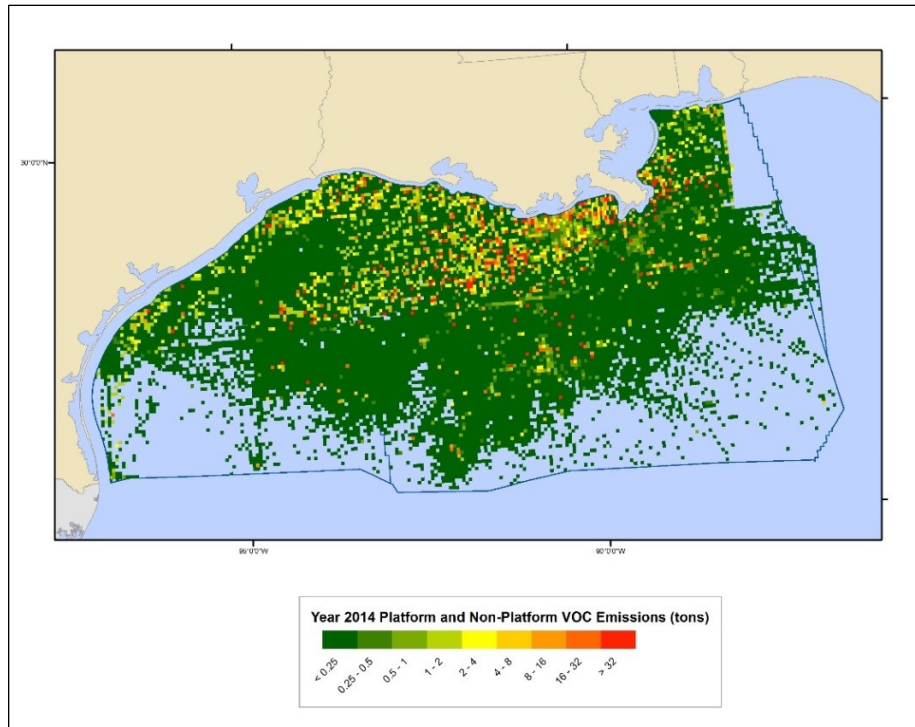 30°0'0"N
95°0'0"W
90°0'0"W
Year 2014 Platform and Non-Platform VOC Emissions (tons)
< 0.25
0.25 - 0.5
0.5 - 1
1 - 2
2 - 4
4 - 8
8 - 16
16 - 32
> 32